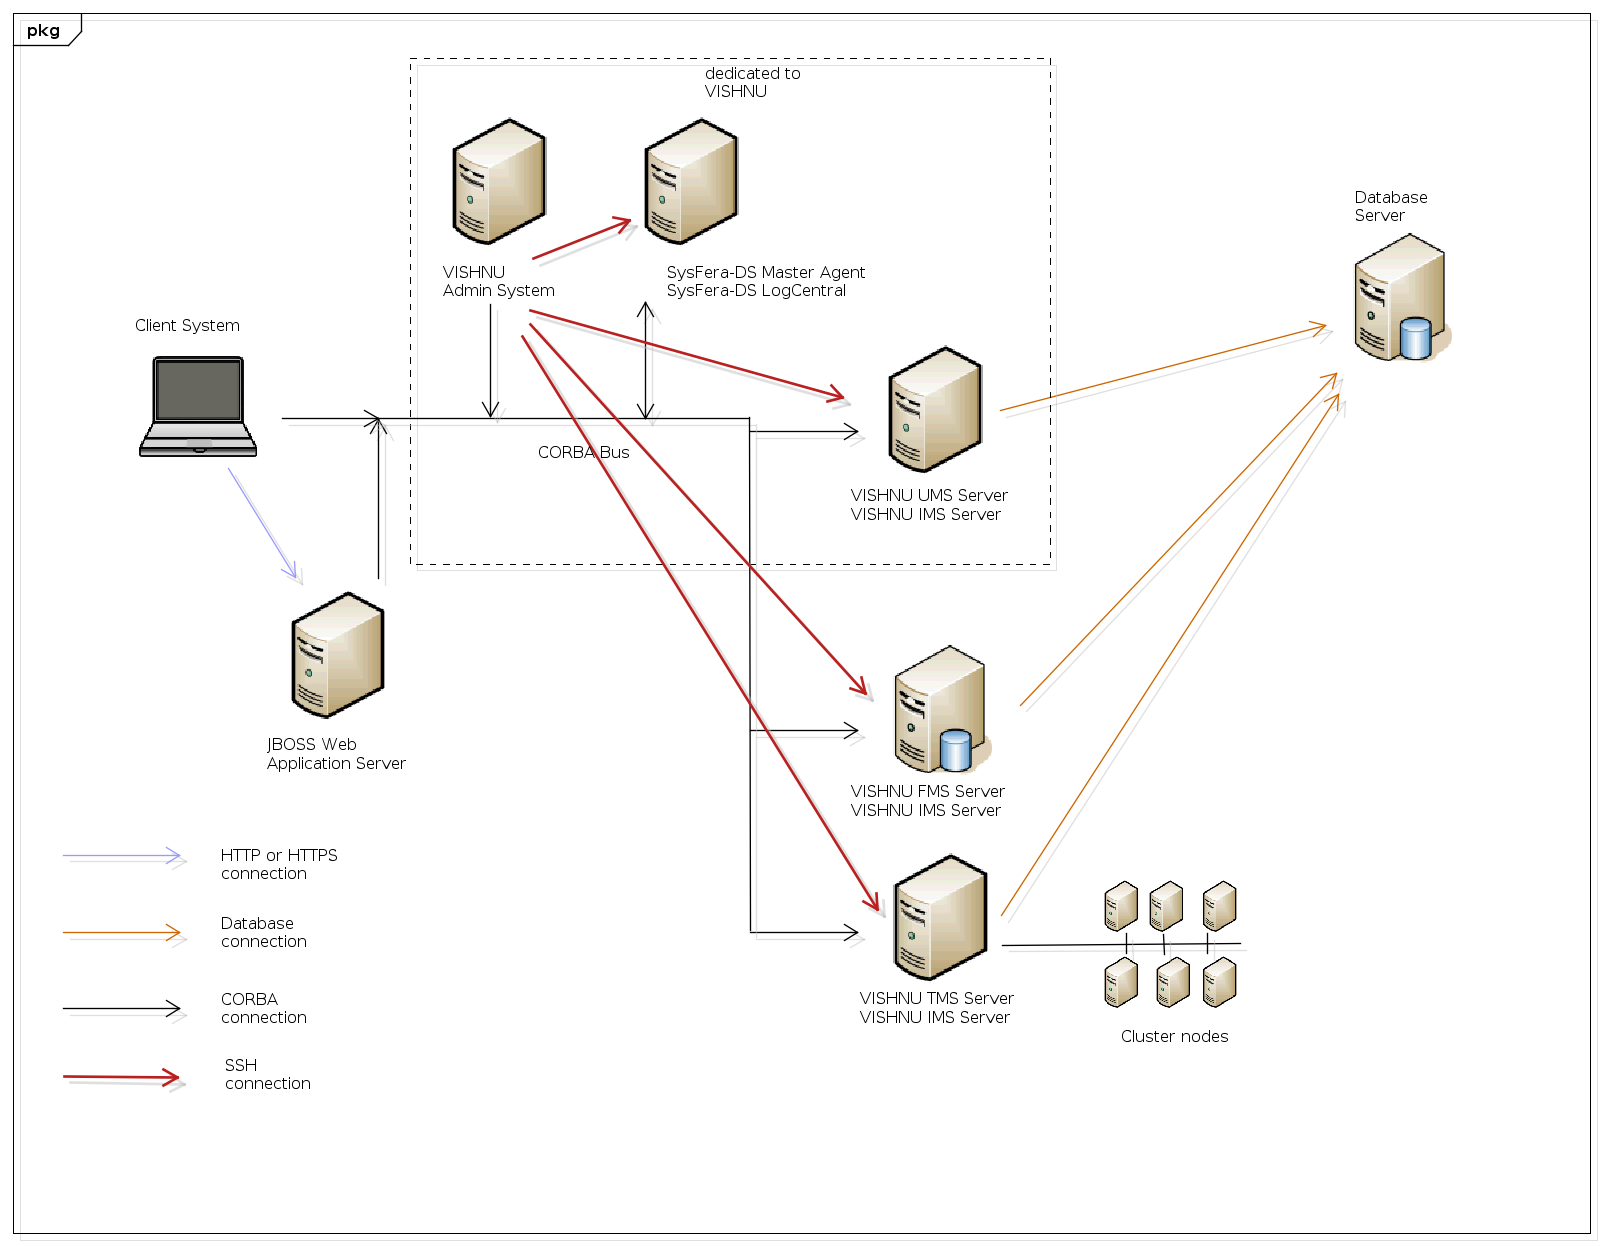 pkg
dedicated to
VISHNU
VISHNU
Admin System
SysFera-DS Master Agent
SysFera-DS LogCentral
Database
Server
Client System
CORBA Bus
VISHNU UMS Server
VISHNU IMS Server
JBOSS Web
Application Server
VISHNU FMS Server
VISHNU IMS Server
HTTP or HTTPS
connection
Database
connection
CORBA
connection
SSH
connection
VISHNU TMS Server
VISHNU IMS Server
Cluster nodes